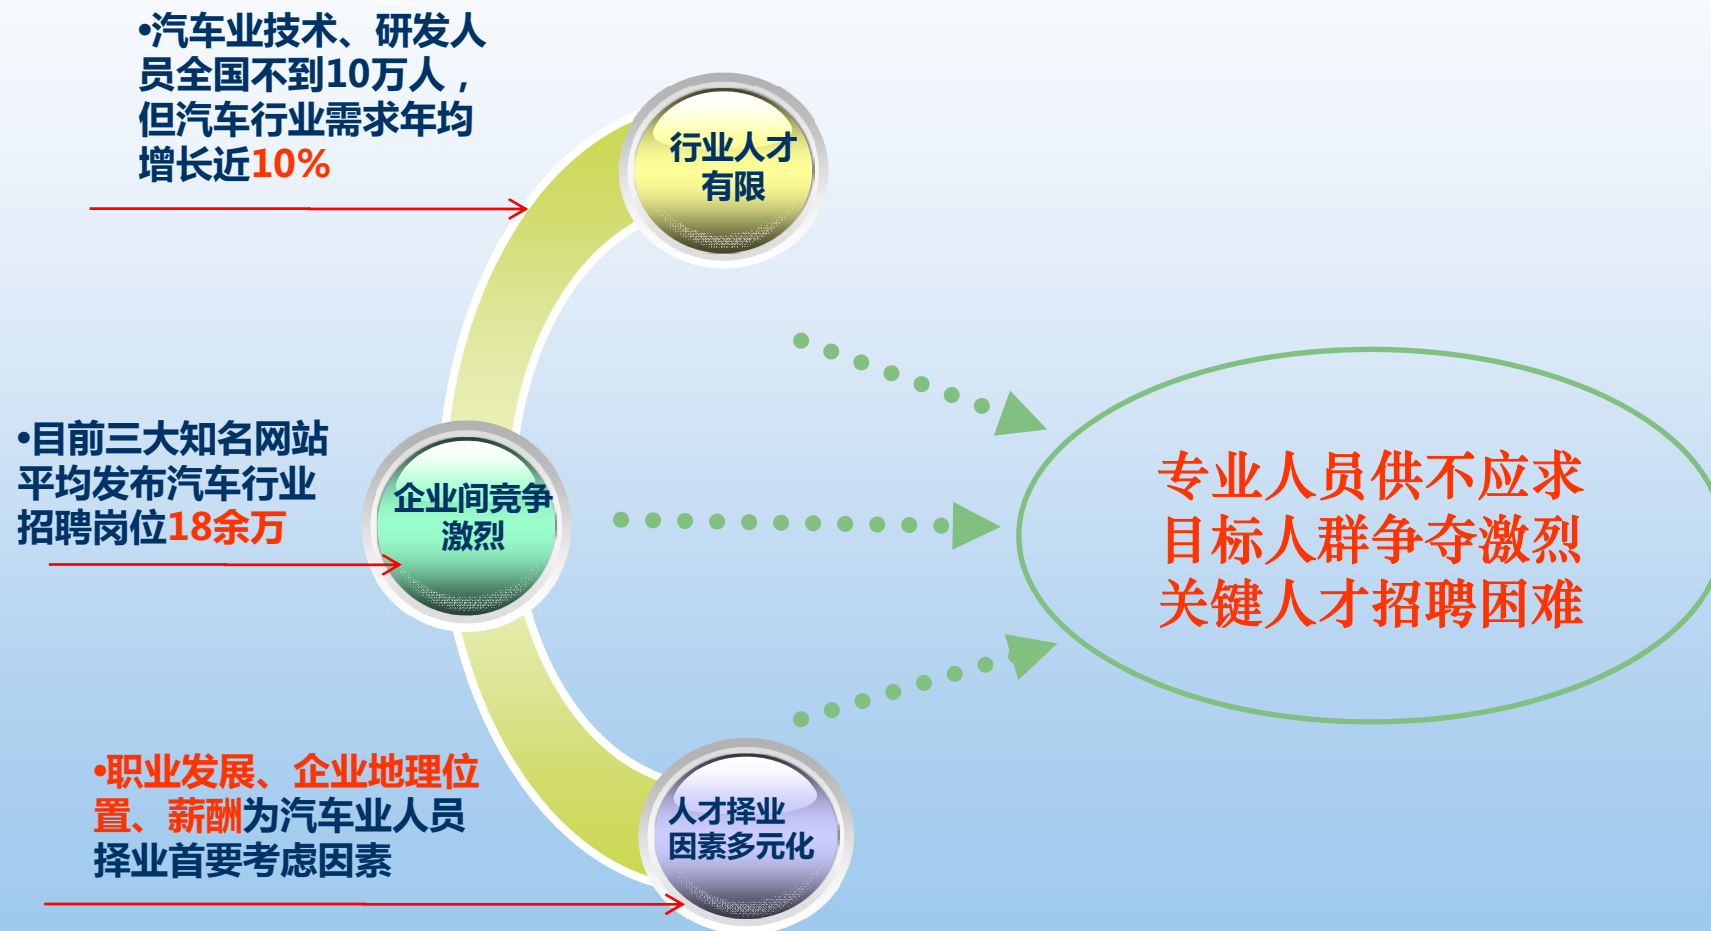 •汽车业技术、研发人
员全国不到10万人，
但汽车行业需求年均
增长近10%
行业人才
有限
•目前三大知名网站
平均发布汽车行业
招聘岗位18余万
企业间竞争
激烈
专业人员供不应求
目标人群争夺激烈
关键人才招聘困难
•职业发展、企业地理位
置、薪酬为汽车业人员
择业首要考虑因素
人才择业
因素多元化